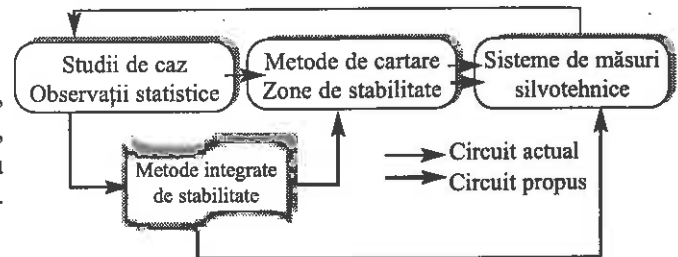 Studii de caz
Observații statistice
Metode de cartare
Zone de stabilitate
Sisteme de măsuri
silvotehnice
Metode integrate
de stabilitate
Circuit actual
Circuit propus